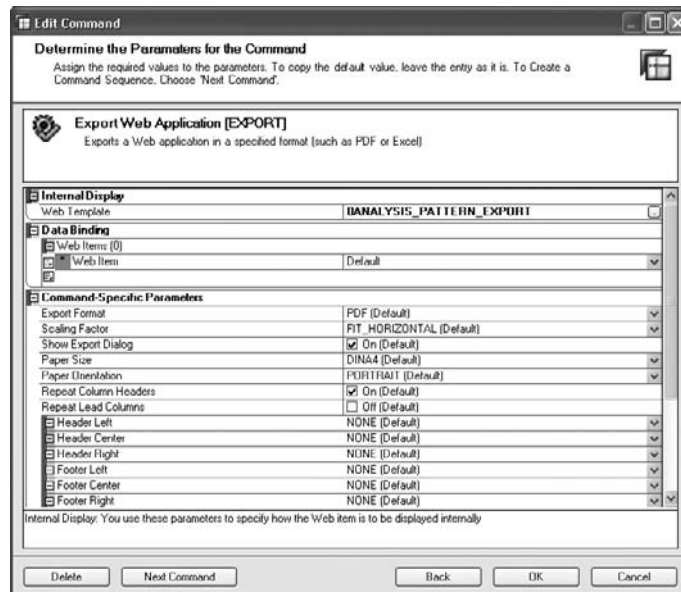 Edit Command
Determine the Paramaters for the Command
Assign the required values to the parameters. To copy the default value, leave the entry as it is. To Create a
Command Sequence, Choose 'Next Command'.
Export Web Application [EXPORT]
Exports a Web application in a specified format (such as PDF or Excel)
Internal Display
Web Template 0ANALYSIS_PATTERN_EXPORT
Data Binding
Web Items (0)
* Web Item Default
Command-Specific Parameters
Export Format PDF (Default)
Scaling Factor FIT_HORIZONTAL (Default)
Show Export Dialog On (Default)
Paper Size DINA4 (Default)
Paper Orientation PORTRAIT (Default)
Repeat Column Headers On (Default)
Repeat Lead Columns Off (Default)
Header Left NONE (Default)
Header Center NONE (Default)
Header Right NONE (Default)
Footer Left NONE (Default)
Footer Center NONE (Default)
Footer Right NONE (Default)
Internal Display: You use these parameters to specify how the Web item is to be displayed internally
Delete Next Command Back OK Cancel